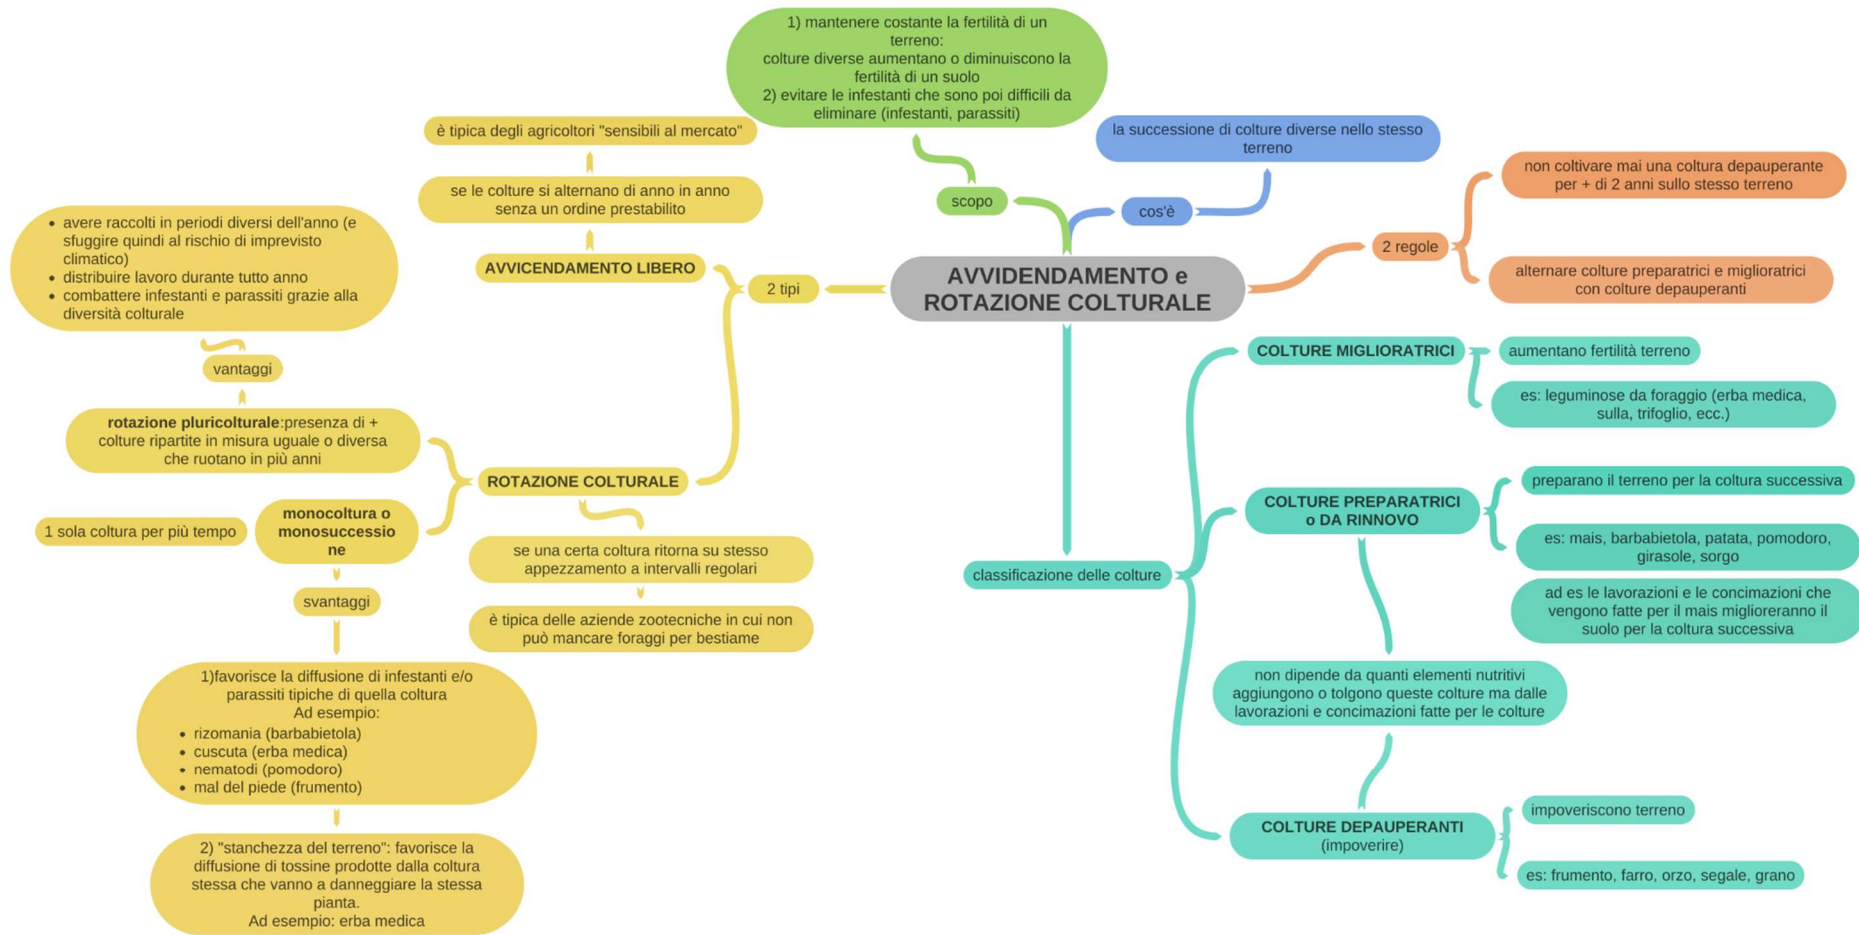 1) mantenere costante la fertilità di un
terreno:
colture diverse aumentano o diminuiscono la
fertilità di un suolo
2) evitare le infestanti che sono poi difficili da
eliminare (infestanti, parassiti)
scopo
la successione di colture diverse nello stesso
terreno
cos'è
AVVIDENDAMENTO e
ROTAZIONE COLTURALE
2 regole
non coltivare mai una coltura depauperante
per + di 2 anni sullo stesso terreno
alternare colture preparatrici e miglioratrici
con colture depauperanti
2 tipi
è tipica degli agricoltori "sensibili al mercato"
se le colture si alternano di anno in anno
senza un ordine prestabilito
AVVICENDAMENTO LIBERO
• avere raccolti in periodi diversi dell'anno (e
sfuggire quindi al rischio di imprevisto
climatico)
• distribuire lavoro durante tutto anno
• combattere infestanti e parassiti grazie alla
diversità colturale
vantaggi
rotazione pluricolturale:presenza di +
colture ripartite in misura uguale o diversa
che ruotano in più anni
ROTAZIONE COLTURALE
1 sola coltura per più tempo
monocoltura o
monosuccessio
ne
se una certa coltura ritorna su stesso
appezzamento a intervalli regolari
è tipica delle aziende zootecniche in cui non
può mancare foraggi per bestiame
svantaggi
1)favorisce la diffusione di infestanti e/o
parassiti tipiche di quella coltura
Ad esempio:
• rizomania (barbabietola)
• cuscuta (erba medica)
• nematodi (pomodoro)
• mal del piede (frumento)
2) "stanchezza del terreno": favorisce la
diffusione di tossine prodotte dalla coltura
stessa che vanno a danneggiare la stessa
pianta.
Ad esempio: erba medica
classificazione delle colture
COLTURE MIGLIORATRICI
aumentano fertilità terreno
es: leguminose da foraggio (erba medica,
sulla, trifoglio, ecc.)
COLTURE PREPARATRICI
o DA RINNOVO
preparano il terreno per la coltura successiva
es: mais, barbabietola, patata, pomodoro,
girasole, sorgo
ad es le lavorazioni e le concimazioni che
vengono fatte per il mais miglioreranno il
suolo per la coltura successiva
non dipende da quanti elementi nutritivi
aggiungono o tolgono queste colture ma dalle
lavorazioni e concimazioni fatte per le colture
COLTURE DEPAUPERANTI
(impoverire)
impoveriscono terreno
es: frumento, farro, orzo, segale, grano